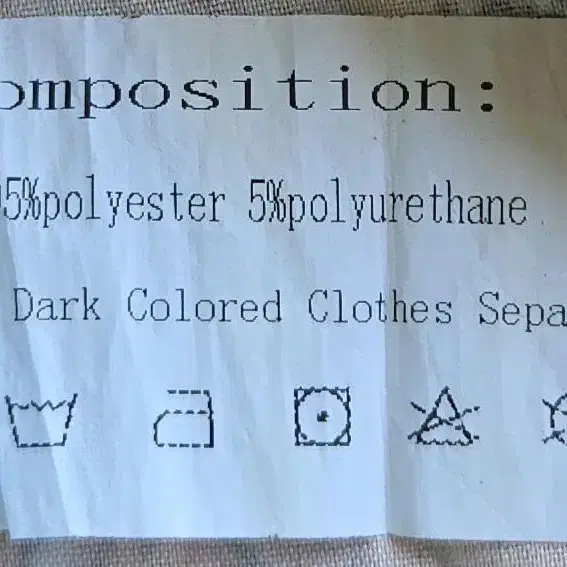 omposition:
5%polyester 5%polyurethane
Dark Colored Clothes Sepa